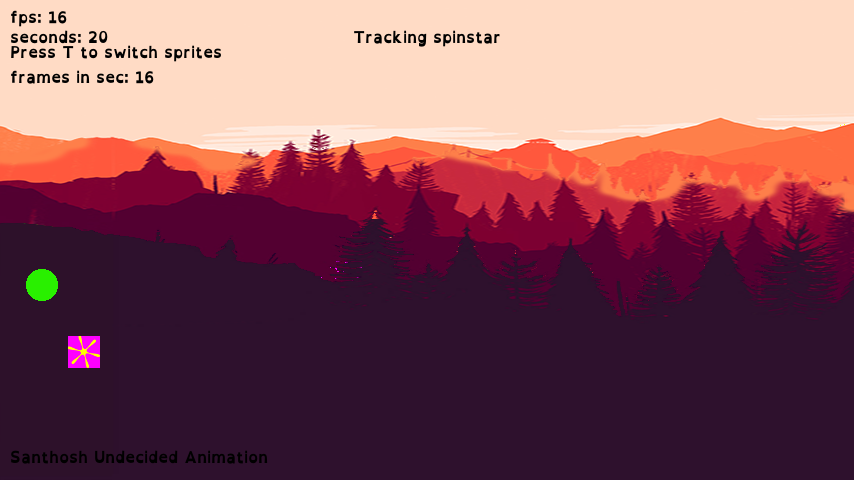 fps: 16
seconds: 20
Tracking spinstar
Press T to switch sprites
frames in sec: 16
Santhosh Undecided Animation